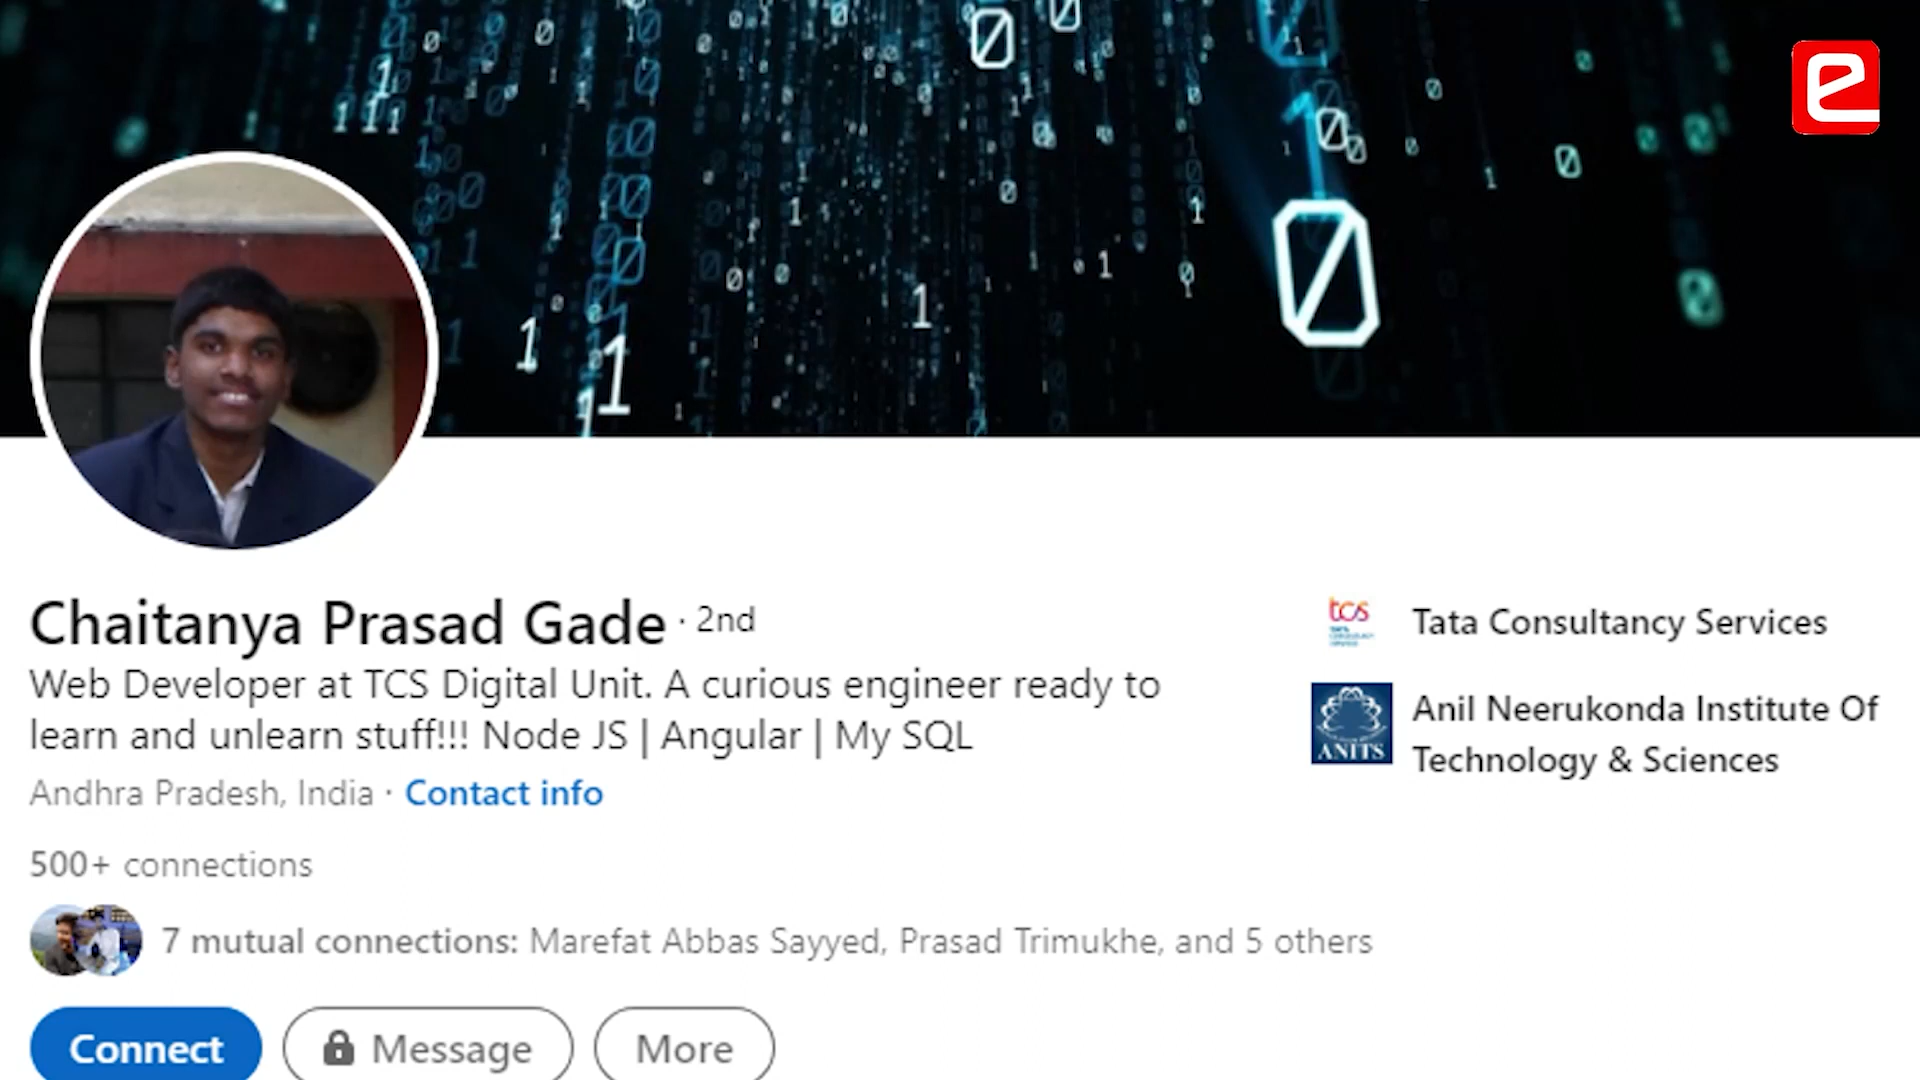 e
Chaitanya Prasad Gade · 2nd
Web Developer at TCS Digital Unit. A curious engineer ready to
learn and unlearn stuff!!! Node JS | Angular | My SQL
Andhra Pradesh, India · Contact info
500+ connections
7 mutual connections: Marefat Abbas Sayyed, Prasad Trimukhe, and 5 others
Connect
Message
More
tcs
Tata Consultancy Services
ANITS
Anil Neerukonda Institute Of
Technology & Sciences